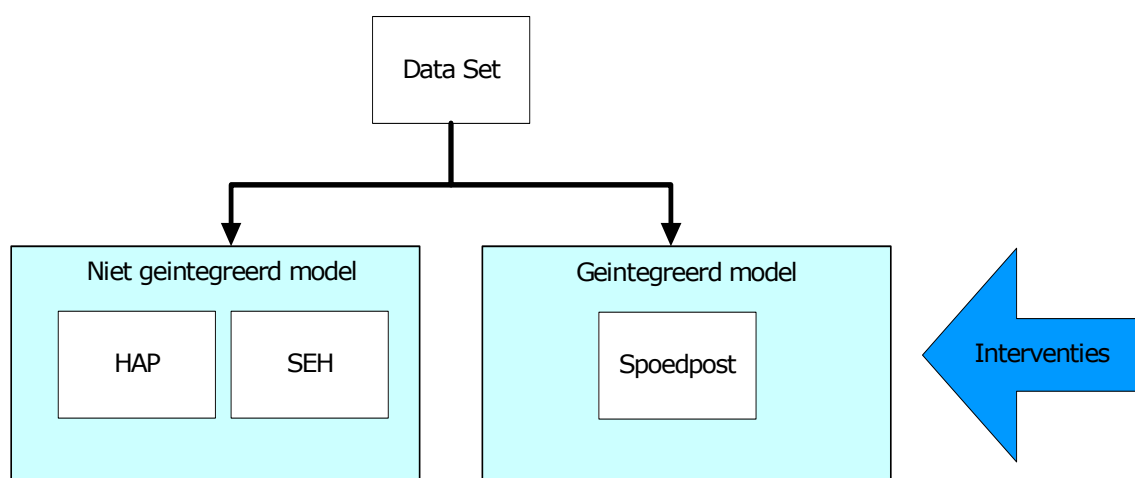 Data Set
Niet geintegreerd model
Geintegreerd model
HAP
SEH
Spoedpost
Interventies